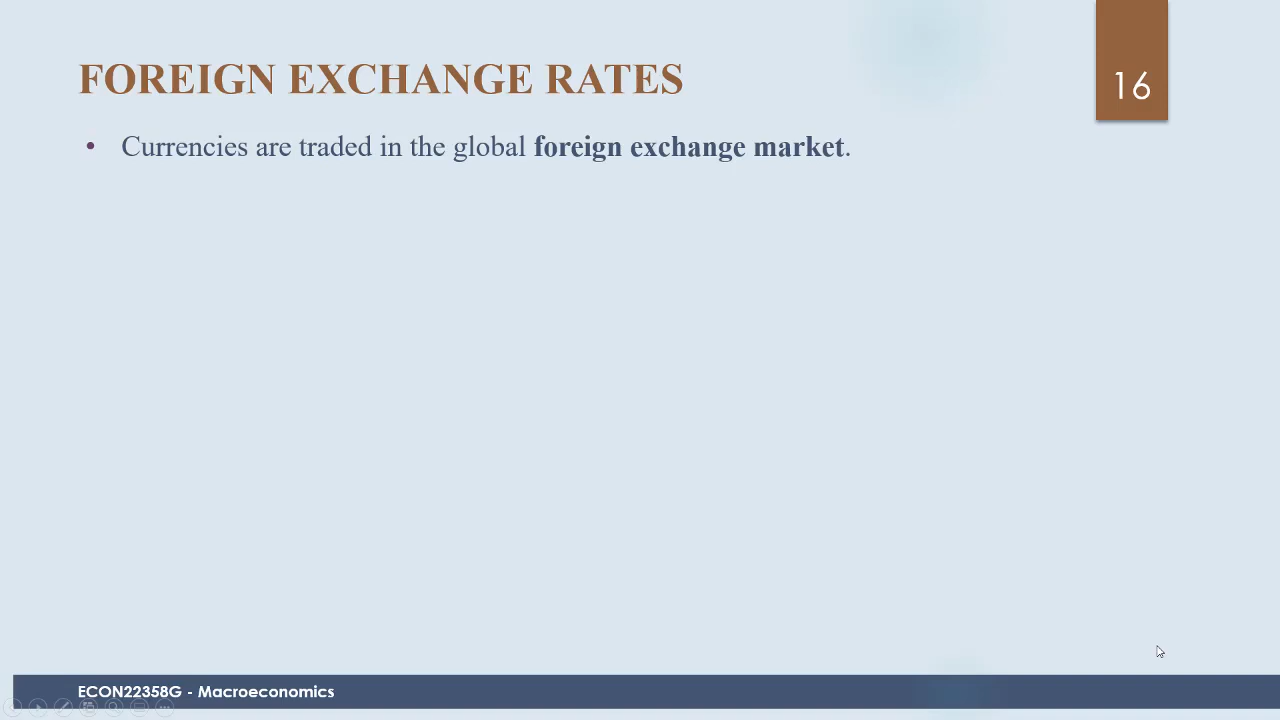 FOREIGN EXCHANGE RATES
16
• Currencies are traded in the global foreign exchange market.
ECON22358G - Macroeconomics